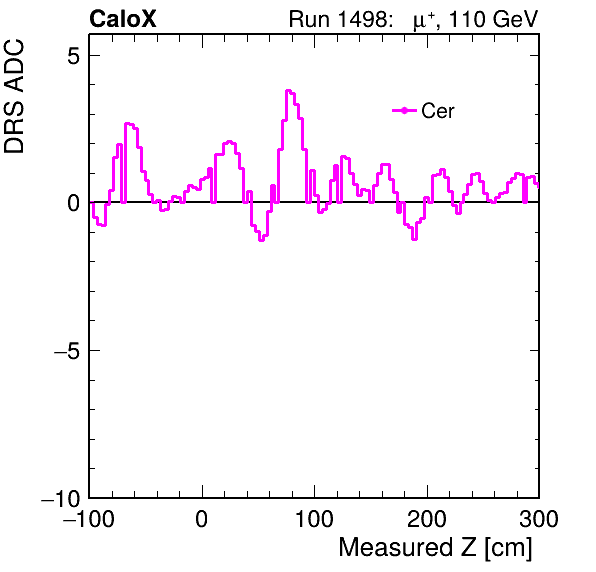 CaloX Run 1498: μ⁺, 110 GeV
DRS ADC
5
Cer
0
−5
−10
−100 0 100 200 300
Measured Z [cm]